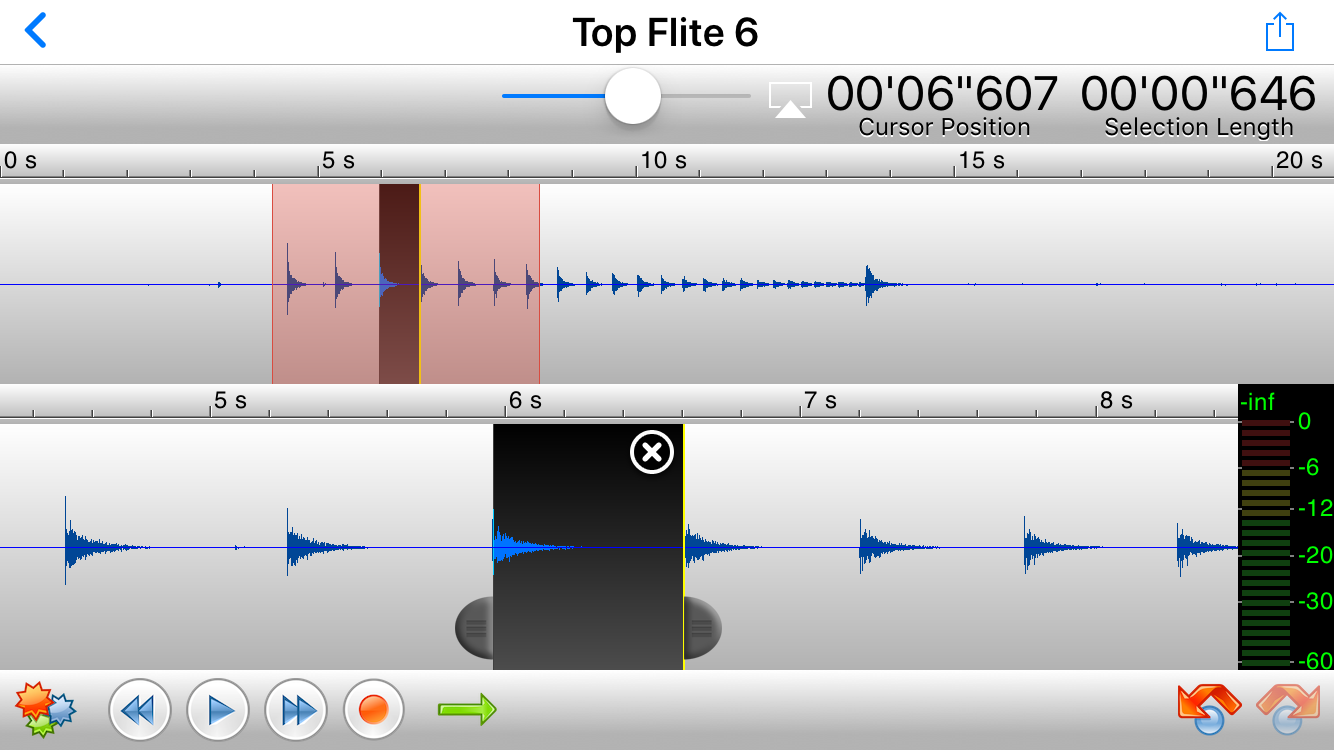 Top Flite 6
00'06"607 00'00"646
Cursor Position Selection Length
0 s 5 s 10 s 15 s 20 s
5 s 6 s 7 s 8 s
-inf
0
-6
-12
-20
-30
-60